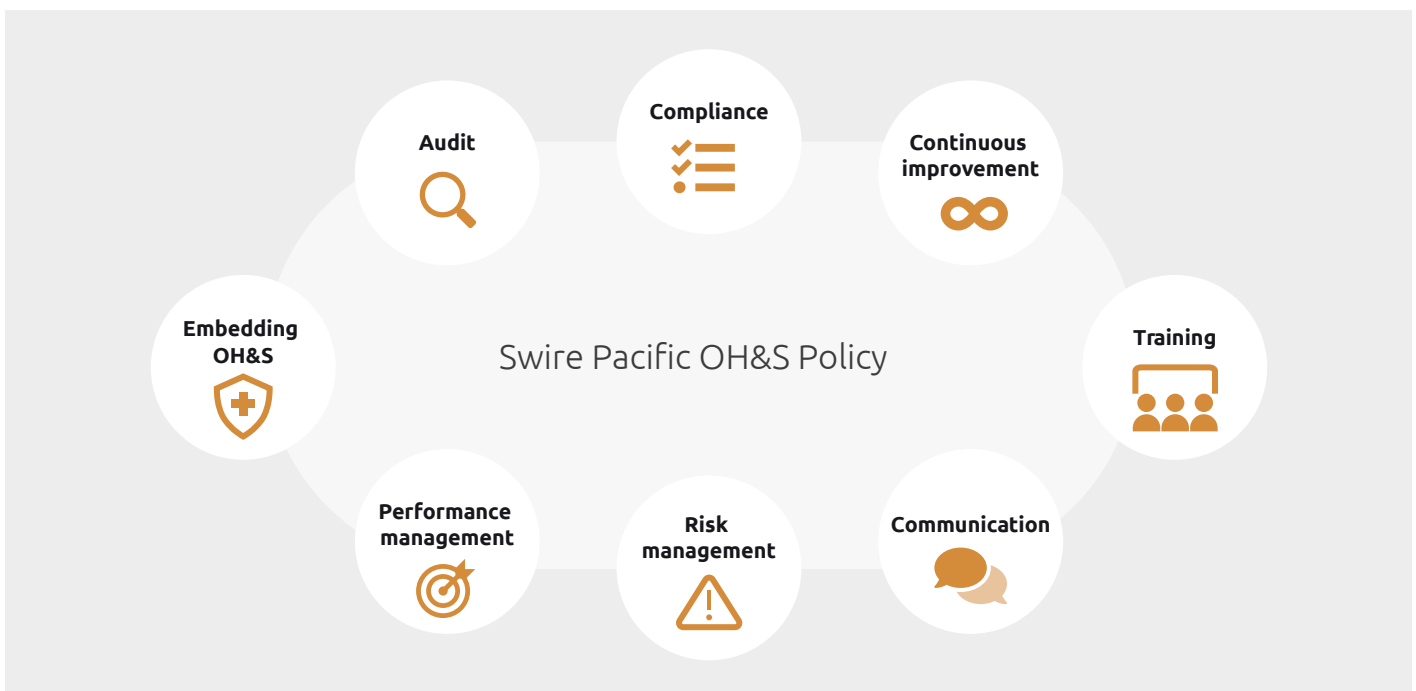 Compliance
Audit
Continuous
improvement
Embedding
OH&S
Swire Pacific OH&S Policy
Training
Performance
management
Risk
management
Communication